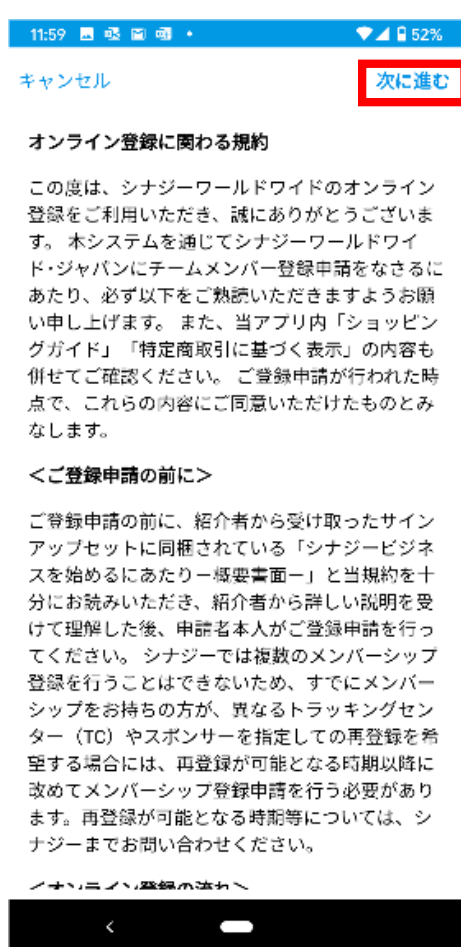 11:59
52%
キャンセル
次に進む
オンライン登録に関わる規約
この度は、シナジーワールドワイドのオンライン
登録をご利用いただき、誠にありがとうございま
す。 本システムを通じてシナジーワールドワイ
ド・ジャパンにチームメンバー登録申請をなさるに
あたり、必ず以下をご熟読いただきますようお願
い申し上げます。 また、当アプリ内「ショッピン
グガイド」「特定商取引に基づく表示」の内容も
併せてご確認ください。 ご登録申請が行われた時
点で、これらの内容にご同意いただけたものとみ
なします。
＜ご登録申請の前に＞
ご登録申請の前に、紹介者から受け取ったサイン
アップセットに同梱されている「シナジービジネ
スを始めるにあたり－概要書面－」と当規約を十
分にお読みいただき、紹介者から詳しい説明を受
けて理解した後、申請者本人がご登録申請を行っ
てください。 シナジーでは複数のメンバーシップ
登録を行うことはできないため、すでにメンバー
シップをお持ちの方が、異なるトラッキングセン
ター（TC）やスポンサーを指定しての再登録を希
望する場合には、再登録が可能となる時期以降に
改めてメンバーシップ登録申請を行う必要があり
ます。再登録が可能となる時期等については、シ
ナジーまでお問い合わせください。
＜オンライン登録の流れ＞